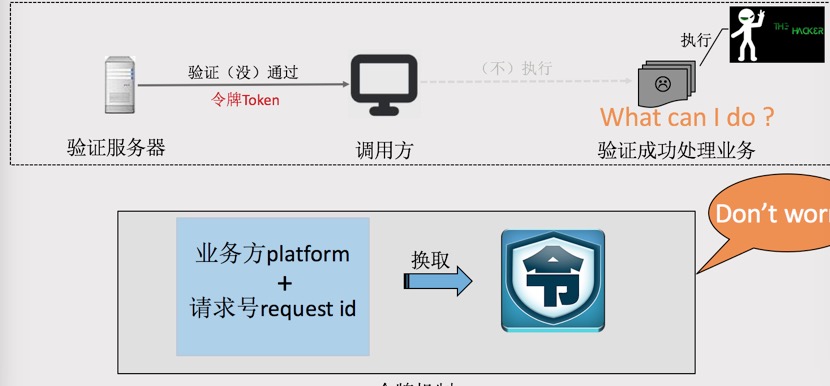 THE HACKER
执行
验证（没）通过
（不）执行
令牌Token
What can I do ?
验证服务器
调用方
验证成功处理业务
业务方platform
+
请求号request id
换取
令
Don't wor